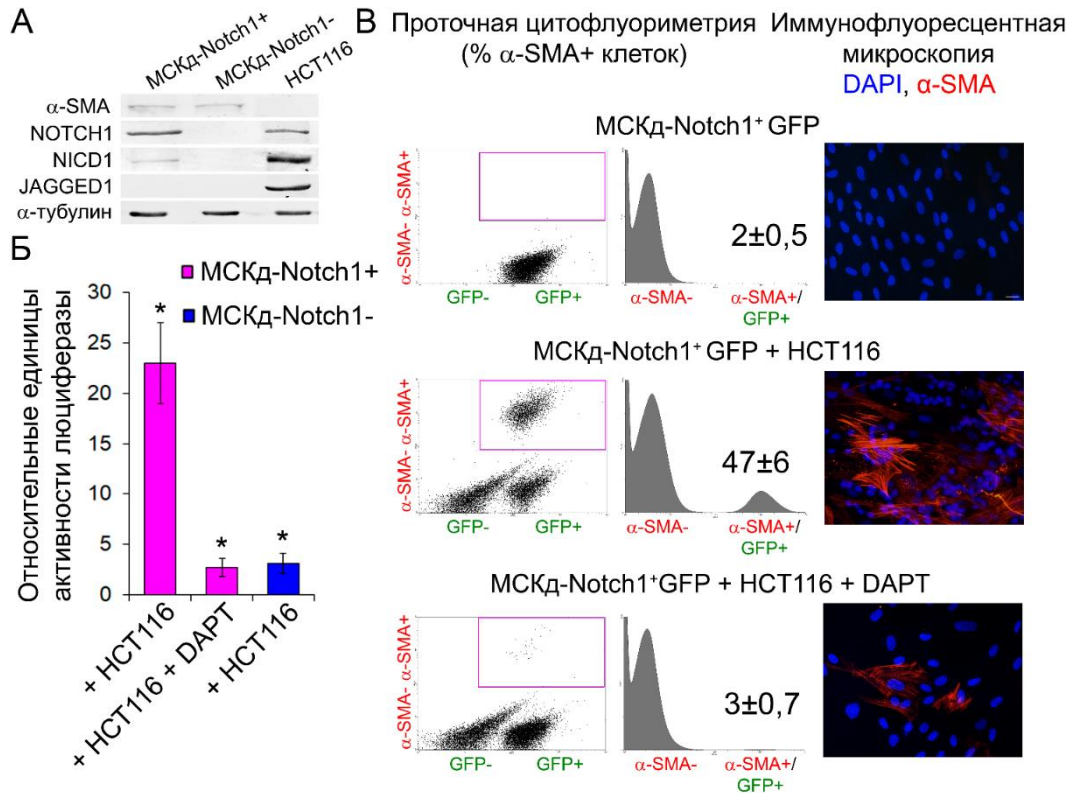 А
МСКд-Notch1+
МСКд-Notch1-
HCT116
α-SMA
NOTCH1
NICD1
JAGGED1
α-тубулин
Б
МСКд-Notch1+
МСКд-Notch1-
Относительные единицы
активности люциферазы
30
25
20
15
10
5
0
*
*
*
+ HCT116
+ HCT116 + DAPT
+ HCT116
В
Проточная цитофлуориметрия
(% α-SMA+ клеток)
Иммунофлуоресцентная
микроскопия
DAPI, α-SMA
МСКд-Notch1⁺ GFP
α-SMA- α-SMA+
GFP- GFP+
2±0,5
α-SMA- α-SMA+/
GFP+
МСКд-Notch1⁺ GFP + HCT116
α-SMA- α-SMA+
GFP- GFP+
47±6
α-SMA- α-SMA+/
GFP+
МСКд-Notch1⁺GFP + HCT116 + DAPT
α-SMA- α-SMA+
GFP- GFP+
3±0,7
α-SMA- α-SMA+/
GFP+